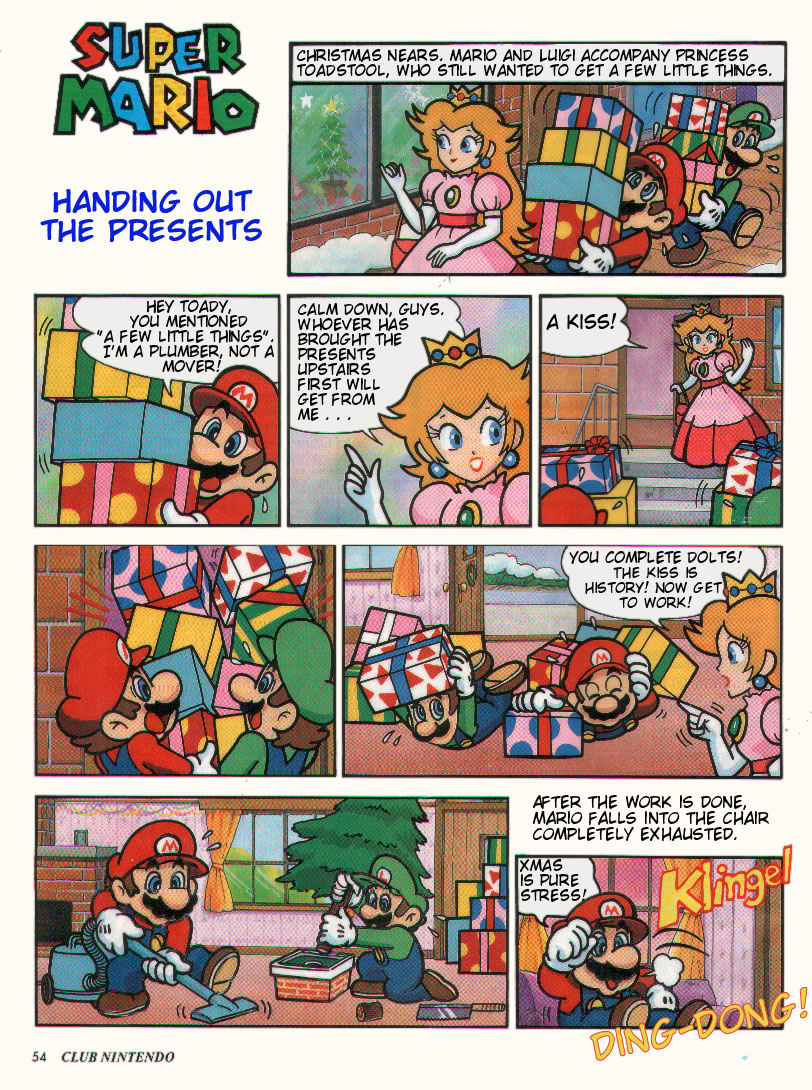 SUPER
MARIO
HANDING OUT
THE PRESENTS
CHRISTMAS NEARS. MARIO AND LUIGI ACCOMPANY PRINCESS
TOADSTOOL, WHO STILL WANTED TO GET A FEW LITTLE THINGS.
HEY TOADY,
YOU MENTIONED
"A FEW LITTLE THINGS".
I'M A PLUMBER, NOT A
MOVER!
CALM DOWN, GUYS.
WHOEVER HAS
BROUGHT THE
PRESENTS
UPSTAIRS
FIRST WILL
GET FROM
ME . . .
A KISS!
YOU COMPLETE DOLTS!
THE KISS IS
HISTORY! NOW GET
TO WORK!
AFTER THE WORK IS DONE,
MARIO FALLS INTO THE CHAIR
COMPLETELY EXHAUSTED.
XMAS
IS PURE
STRESS!
Klingel
DING-DONG!
54 CLUB NINTENDO